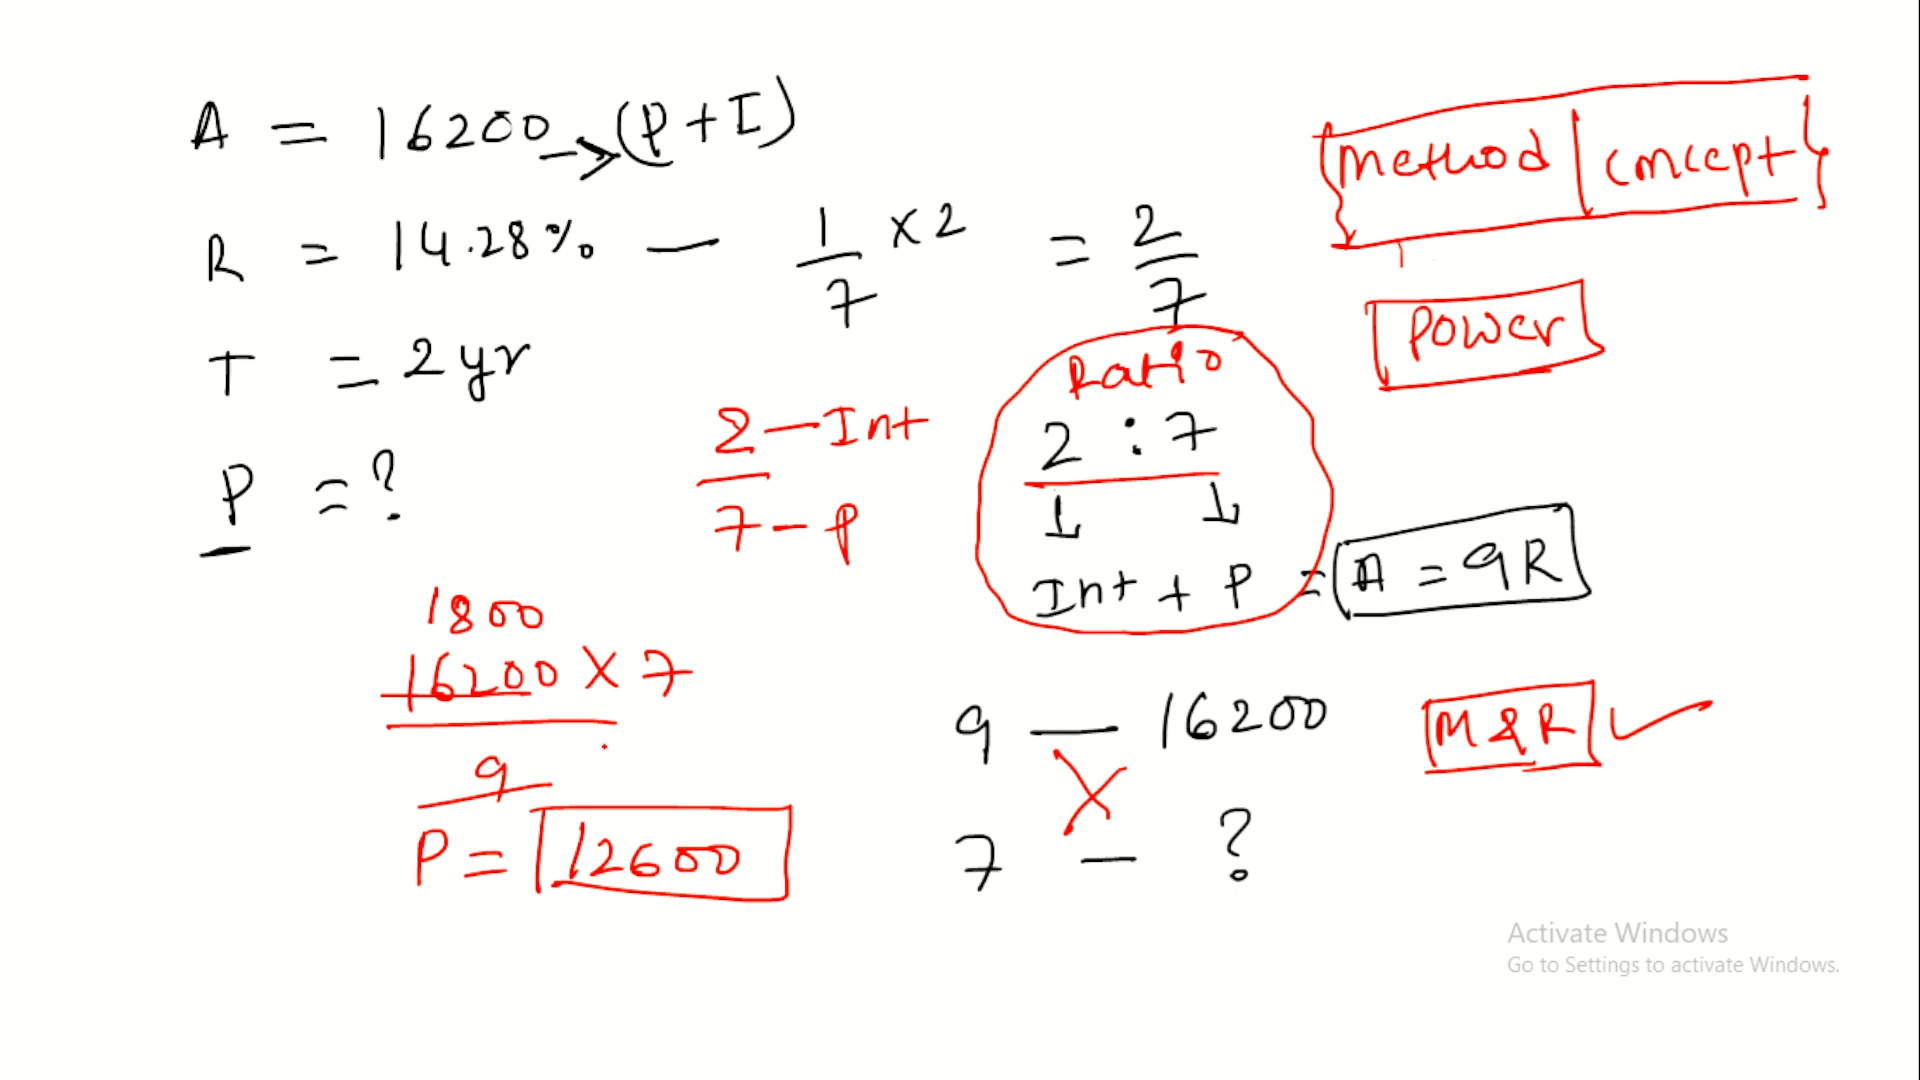 A = 16200 → (P+I)
R = 14.28% — 1/7 × 2 = 2/7
T = 2 yr
P = ?
Method | Concept
Power
2 — Int
7 — P
Ratio
2 : 7
↓ ↓
Int + P = A = 9R
1800
16200 × 7
9
P = 12600
9 — 16200
7 — ?
M & R ✓
Activate Windows
Go to Settings to activate Windows.